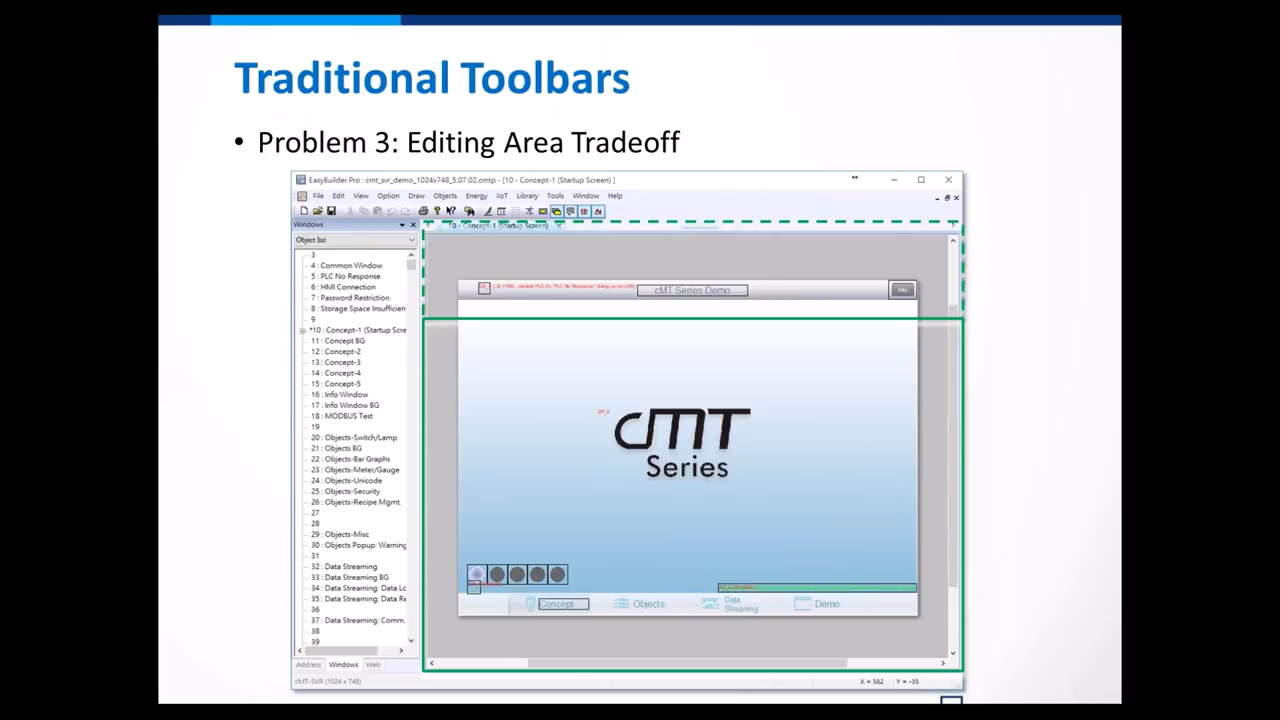 Traditional Toolbars
• Problem 3: Editing Area Tradeoff
EasyBuilder Pro : cmt_svr_demo_1024x748_5.07.02.cmtp - [10 - Concept-1 (Startup Screen) ]
File Edit View Option Draw Objects Energy IIoT Library Tools Window Help
Windows
10 - Concept-1 (Startup Screen)
Object list
3
4 : Common Window
5 : PLC No Response
6 : HMI Connection
7 : Password Restriction
8 : Storage Space Insufficien
9
*10 : Concept-1 (Startup Scre
11 : Concept BG
12 : Concept-2
13 : Concept-3
14 : Concept-4
15 : Concept-5
16 : Info Window
17 : Info Window BG
18 : MODBUS Test
19
20 : Objects-Switch/Lamp
21 : Objects BG
22 : Objects-Bar Graphs
23 : Objects-Meter/Gauge
24 : Objects-Unicode
25 : Objects-Security
26 : Objects-Recipe Mgmt.
27
28
29 : Objects-Misc
30 : Objects Popup: Warning
31
32 : Data Streaming
33 : Data Streaming BG
34 : Data Streaming: Data Lo
35 : Data Streaming: Data Re
36
37 : Data Streaming: Comm.
38
39
Address Windows Web
cMT Series Demo
info
cMT
Series
Concept
Objects
Data
Streaming
Demo
cMT-SVR (1024 x 748)
X = 582 Y = -35